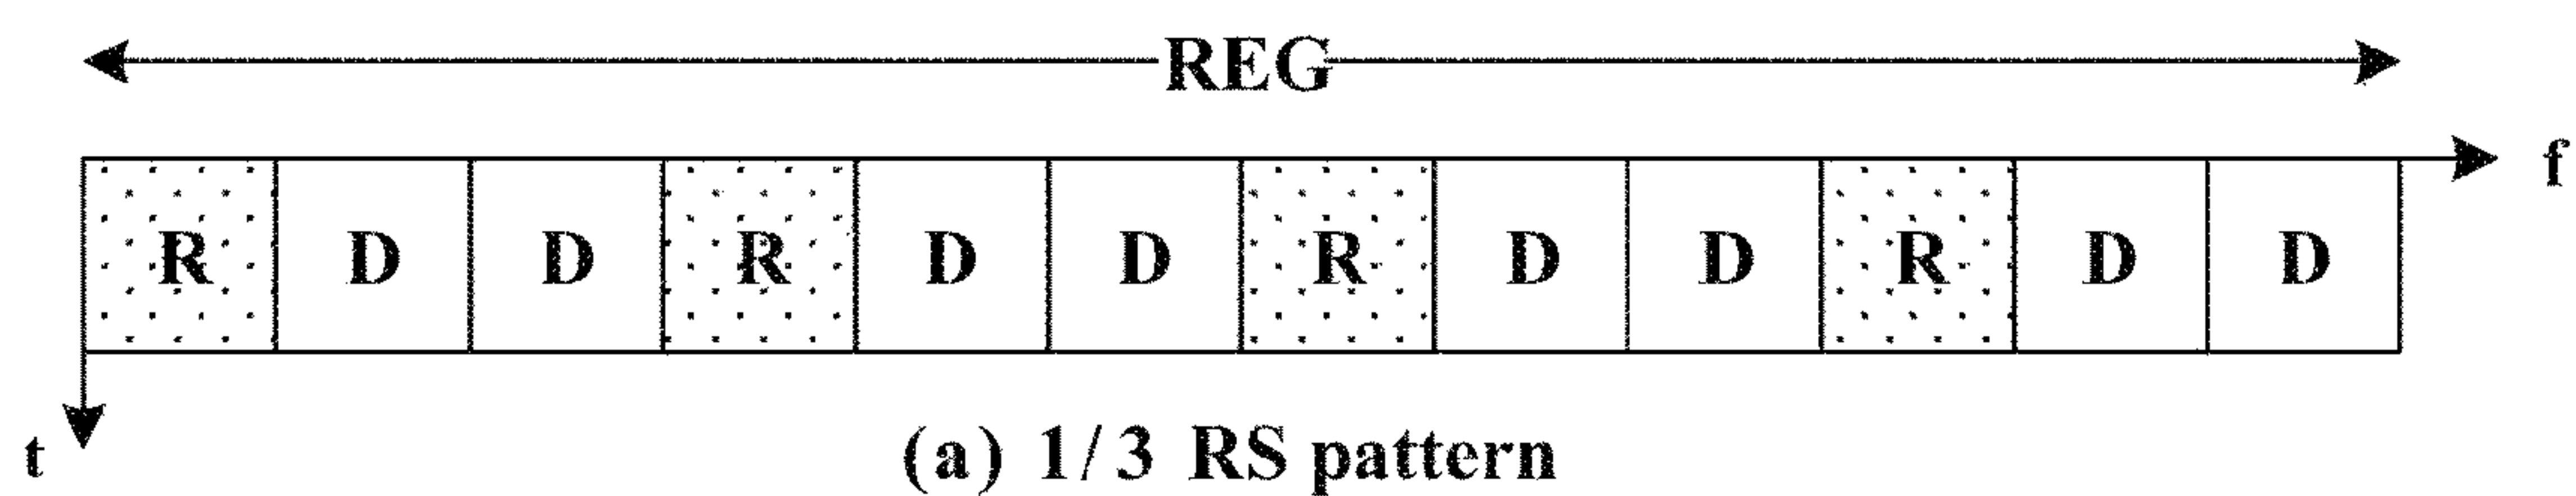 REG
f
R D D R D D R D D R D D
t
(a) 1/3 RS pattern